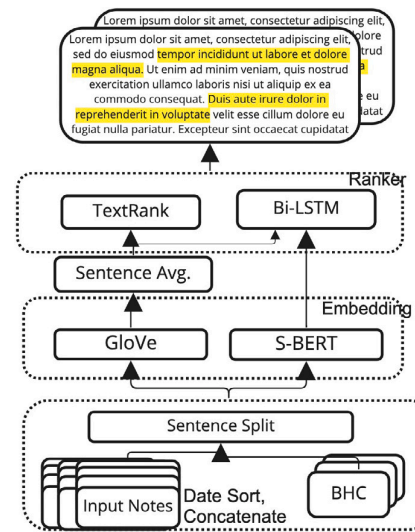 Lorem ipsum dolor sit amet, consectetur adipiscing elit,
Lorem ipsum dolor sit amet, consectetur adipiscing elit,
sed do eiusmod tempor incididunt ut labore et dolore
magna aliqua. Ut enim ad minim veniam, quis nostrud
exercitation ullamco laboris nisi ut aliquip ex ea
commodo consequat. Duis aute irure dolor in
reprehenderit in voluptate velit esse cillum dolore eu
fugiat nulla pariatur. Excepteur sint occaecat cupidatat
Ranker
TextRank
Bi-LSTM
Sentence Avg.
Embedding
GloVe
S-BERT
Sentence Split
Input Notes
Date Sort,
Concatenate
BHC